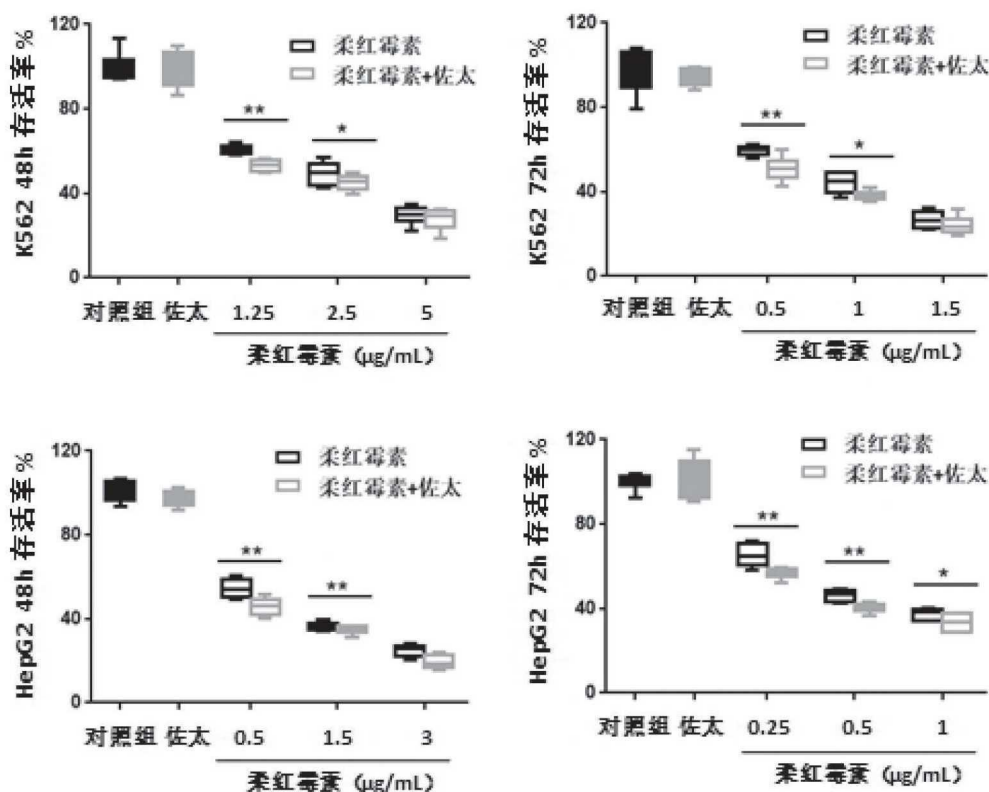 K562 48h 存活率%
120
80
40
0
柔红霉素
柔红霉素+佐太
**
*
对照组 佐太 1.25 2.5 5
柔红霉素 (μg/mL)
K562 72h 存活率%
120
80
40
0
柔红霉素
柔红霉素+佐太
**
*
对照组 佐太 0.5 1 1.5
柔红霉素 (μg/mL)
HepG2 48h 存活率%
120
80
40
0
柔红霉素
柔红霉素+佐太
**
**
对照组 佐太 0.5 1.5 3
柔红霉素 (μg/mL)
HepG2 72h 存活率%
120
80
40
0
柔红霉素
柔红霉素+佐太
**
**
*
对照组 佐太 0.25 0.5 1
柔红霉素 (μg/mL)